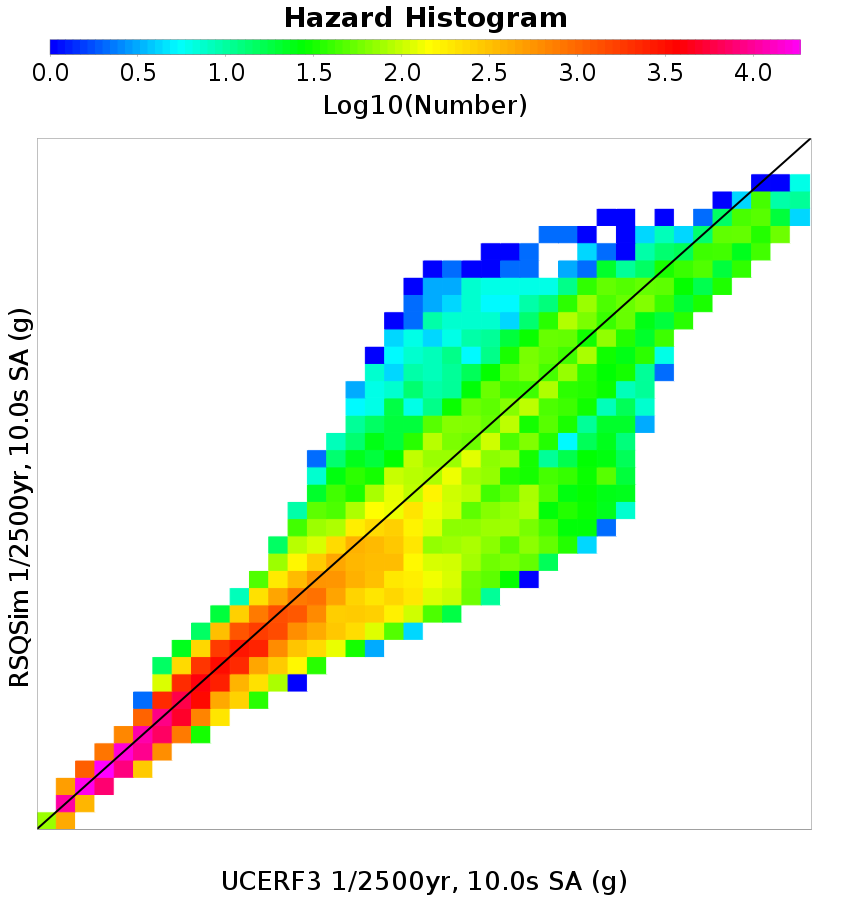 Hazard Histogram
0.0 0.5 1.0 1.5 2.0 2.5 3.0 3.5 4.0
Log10(Number)
RSQSim 1/2500yr, 10.0s SA (g)
UCERF3 1/2500yr, 10.0s SA (g)